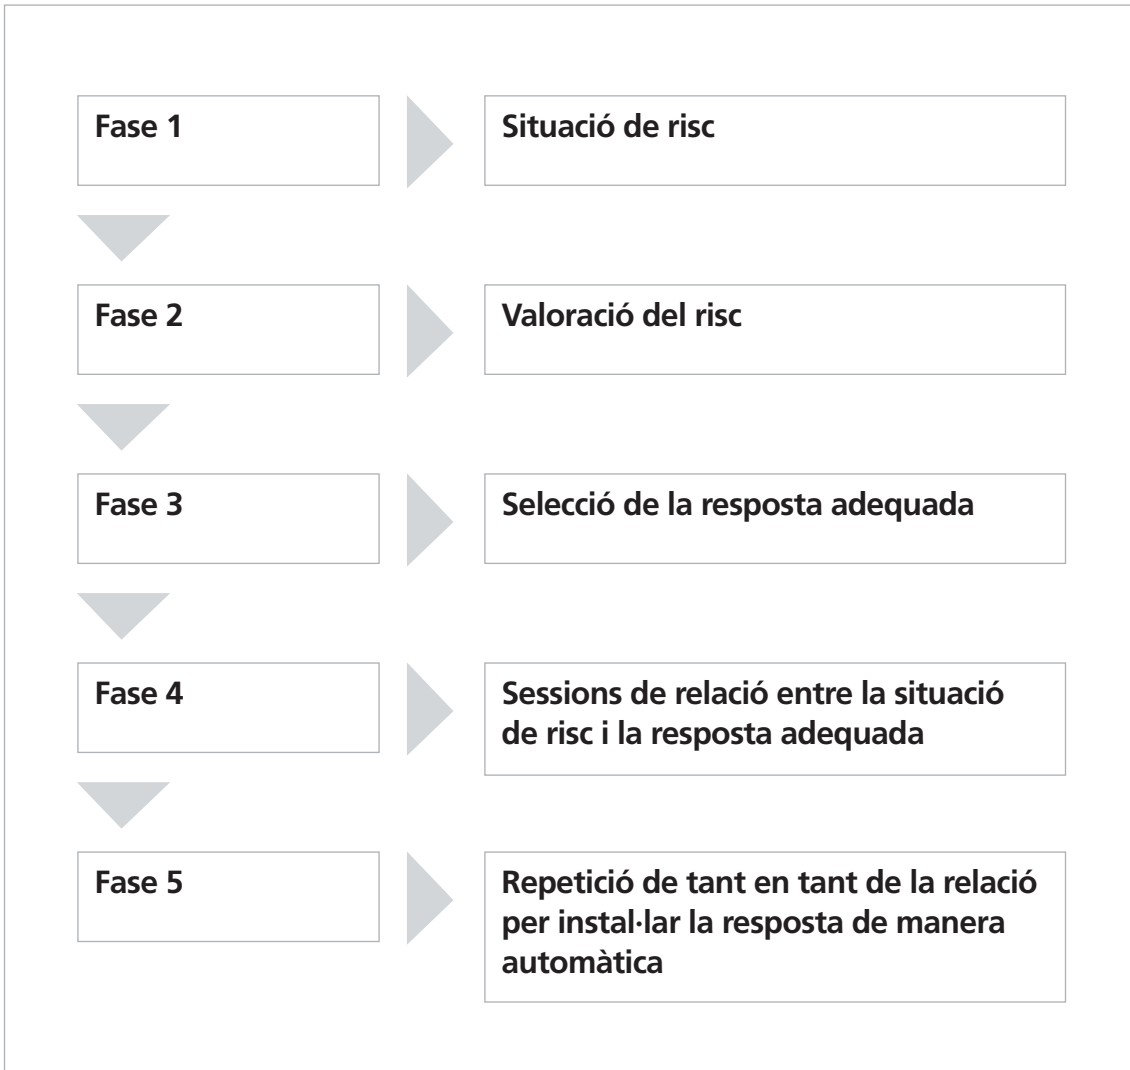 Fase 1
Situació de risc
Fase 2
Valoració del risc
Fase 3
Selecció de la resposta adequada
Fase 4
Sessions de relació entre la situació
de risc i la resposta adequada
Fase 5
Repetició de tant en tant de la relació
per instal·lar la resposta de manera
automàtica